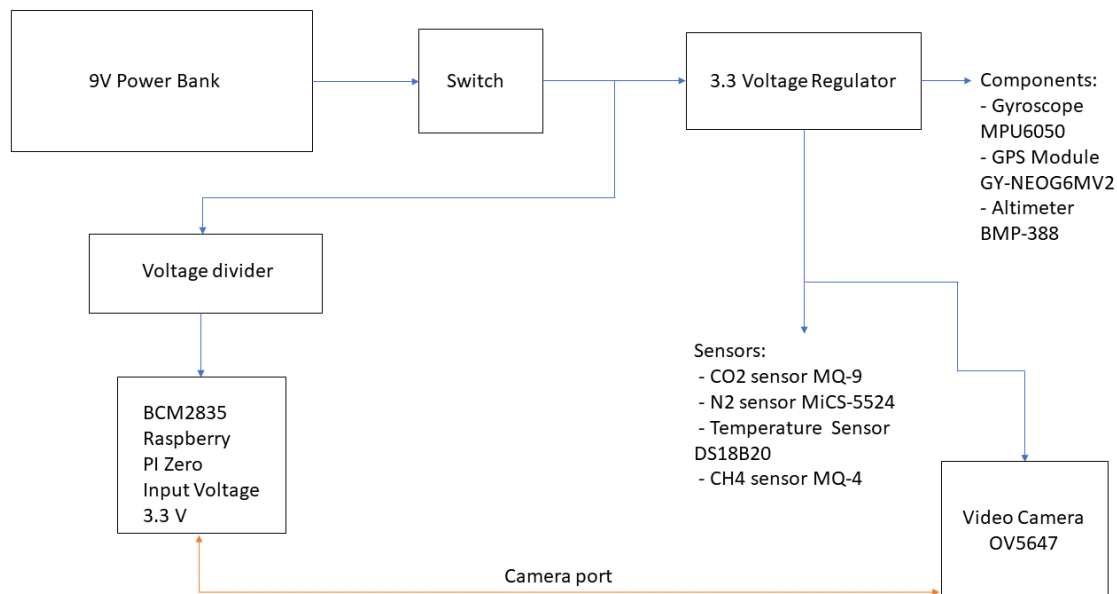 9V Power Bank
Switch
3.3 Voltage Regulator
Components:
- Gyroscope
MPU6050
- GPS Module
GY-NEOG6MV2
- Altimeter
BMP-388
Voltage divider
BCM2835
Raspberry
PI Zero
Input Voltage
3.3 V
Sensors:
- CO2 sensor MQ-9
- N2 sensor MiCS-5524
- Temperature Sensor
DS18B20
- CH4 sensor MQ-4
Video Camera
OV5647
Camera port